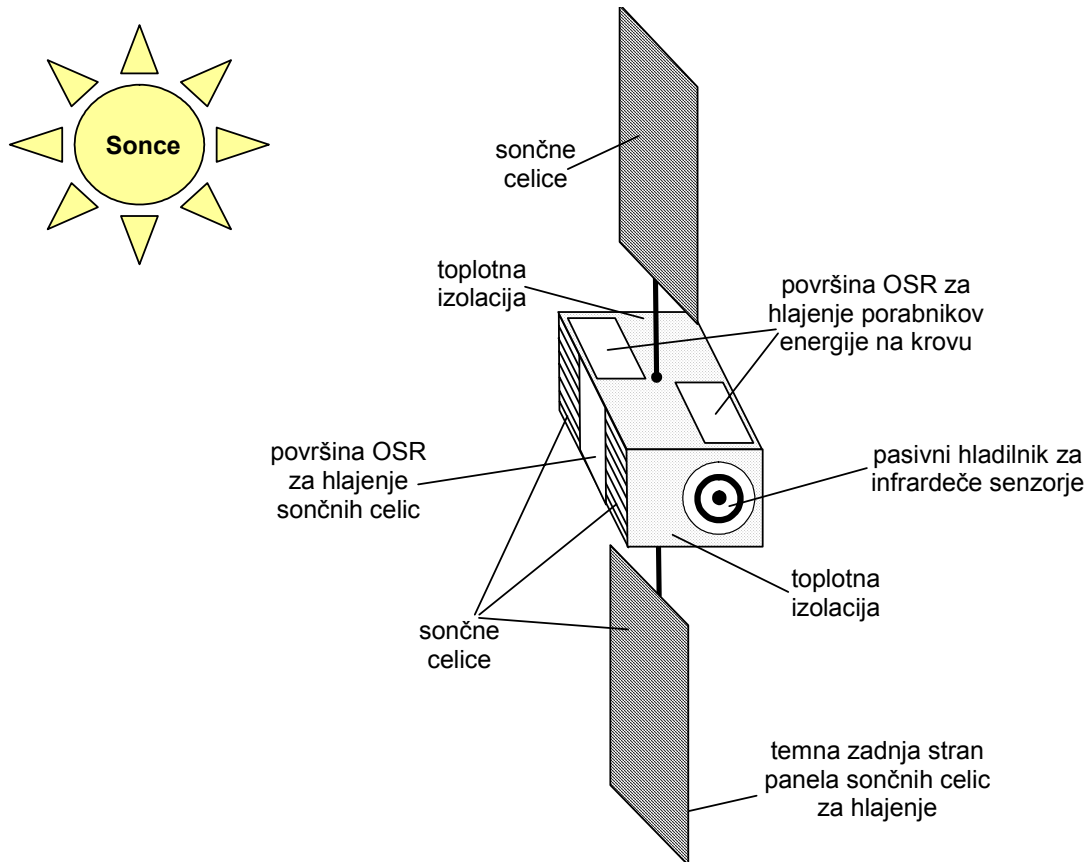 Sonce
sončne
celice
toplotna
izolacija
površina OSR za
hlajenje porabnikov
energije na krovu
površina OSR
za hlajenje
sončnih celic
pasivni hladilnik za
infrardeče senzorje
toplotna
izolacija
sončne
celice
temna zadnja stran
panela sončnih celic
za hlajenje